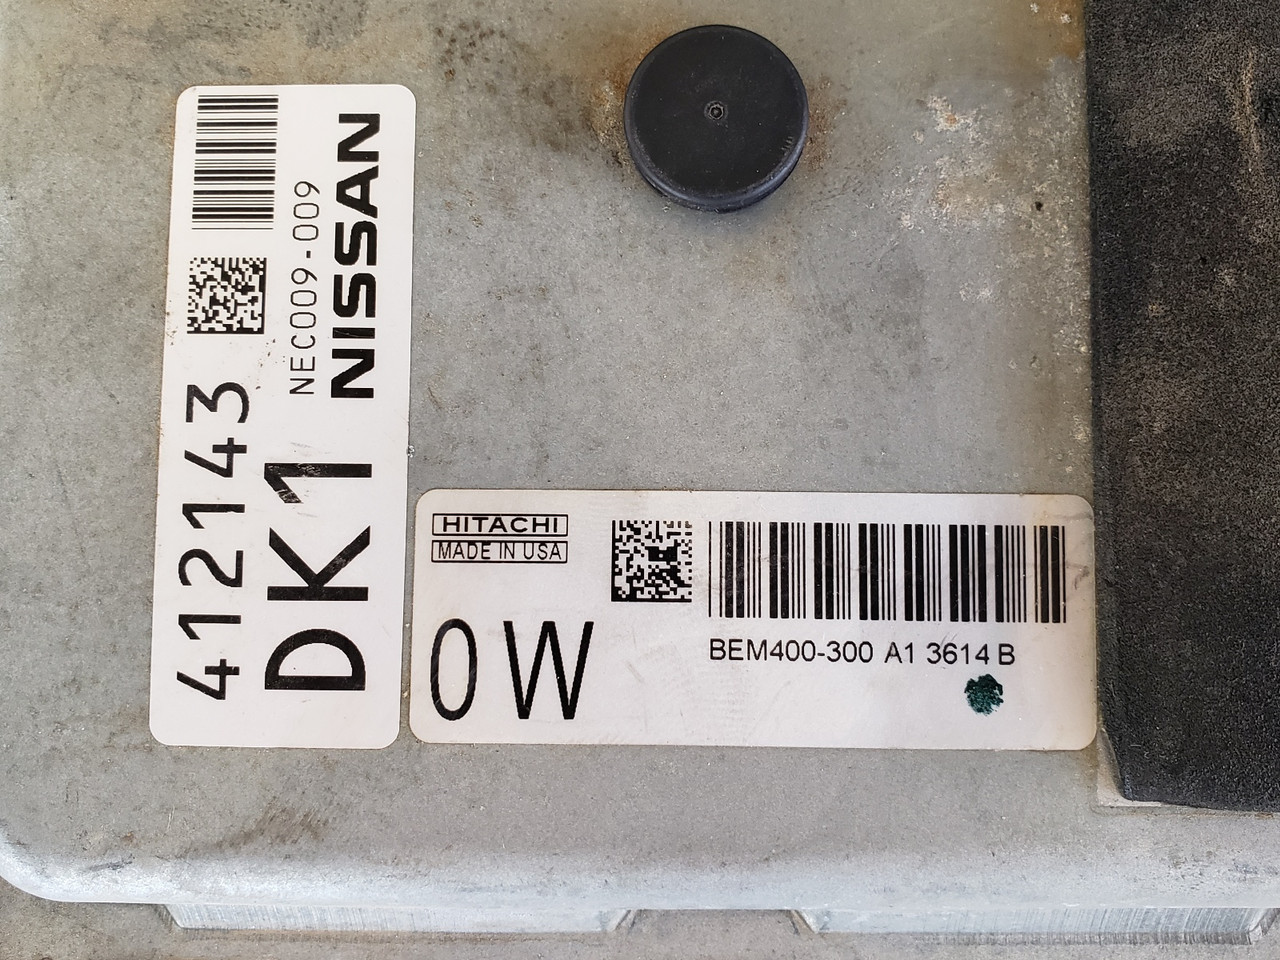 412143
DK1
NEC009-009
NISSAN
HITACHI
MADE IN USA
0W
BEM400-300 A1 3614 B